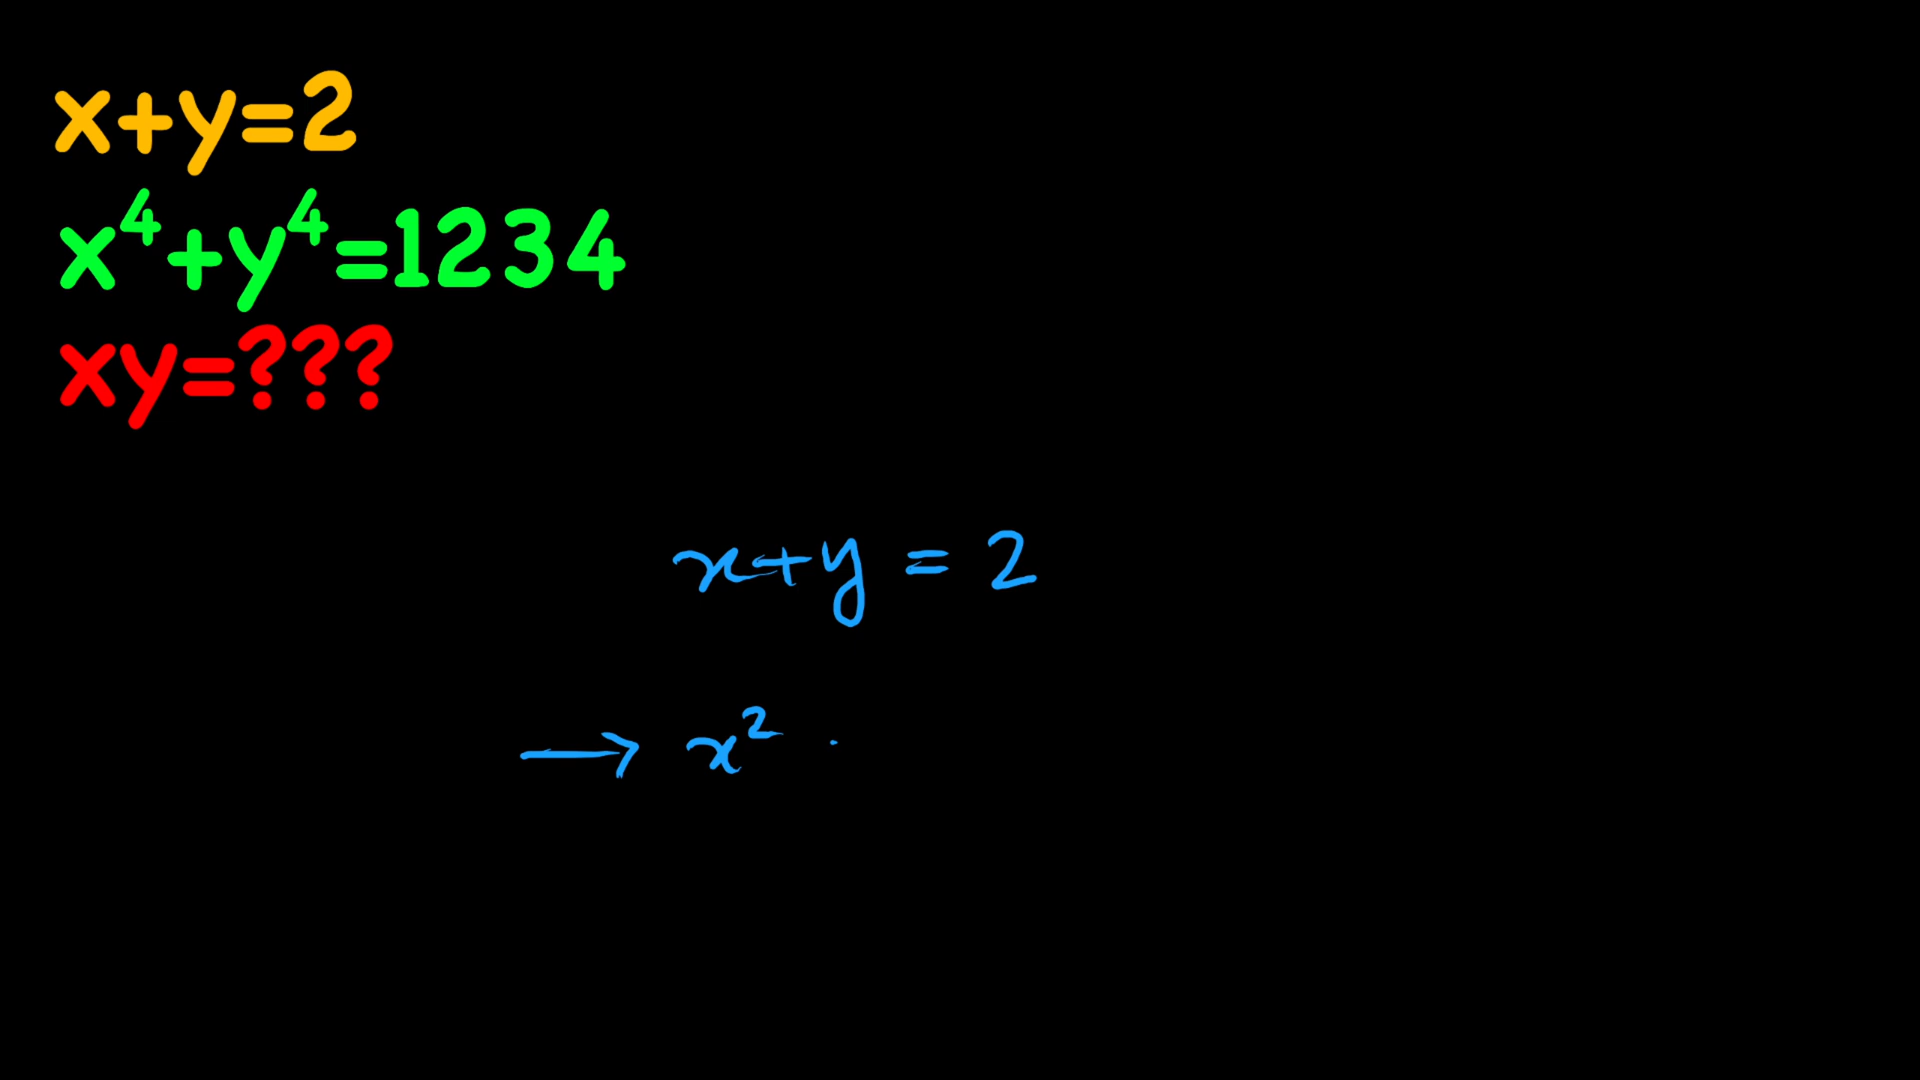 x+y=2
x⁴+y⁴=1234
xy=???
x+y = 2
→ x²